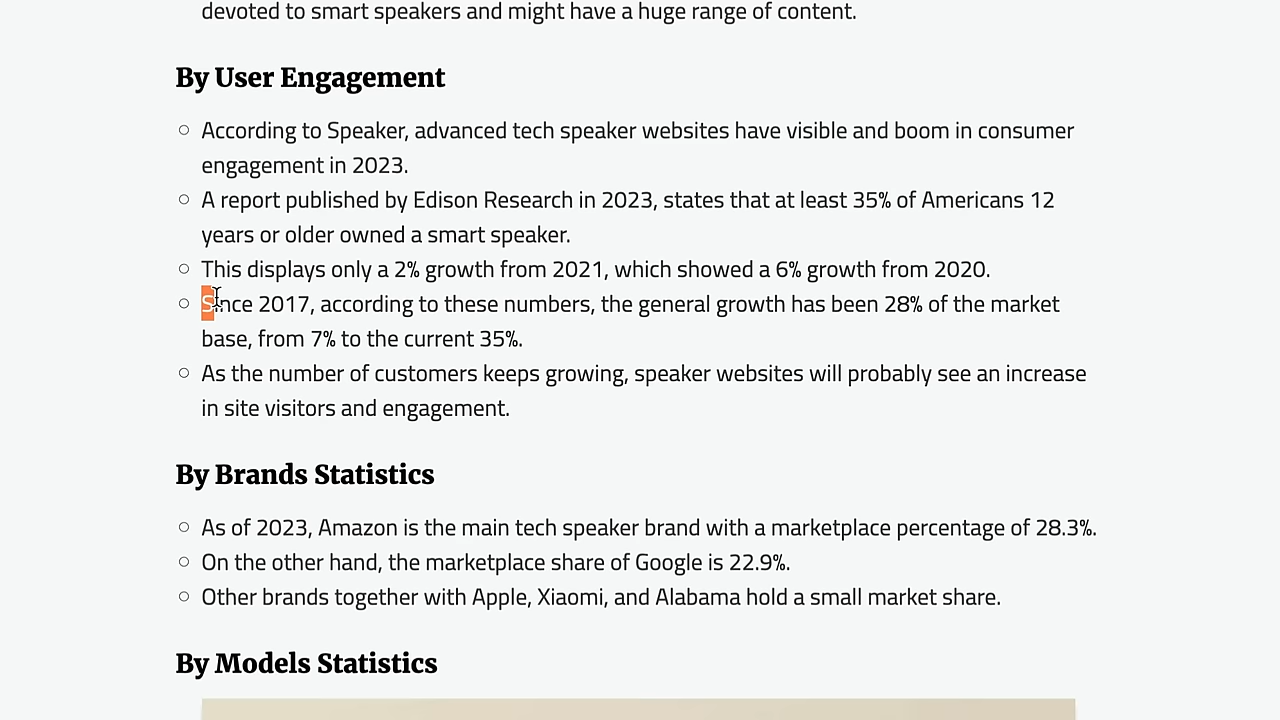 devoted to smart speakers and might have a huge range of content.
By User Engagement
According to Speaker, advanced tech speaker websites have visible and boom in consumer
engagement in 2023.
A report published by Edison Research in 2023, states that at least 35% of Americans 12
years or older owned a smart speaker.
This displays only a 2% growth from 2021, which showed a 6% growth from 2020.
Since 2017, according to these numbers, the general growth has been 28% of the market
base, from 7% to the current 35%.
As the number of customers keeps growing, speaker websites will probably see an increase
in site visitors and engagement.
By Brands Statistics
As of 2023, Amazon is the main tech speaker brand with a marketplace percentage of 28.3%.
On the other hand, the marketplace share of Google is 22.9%.
Other brands together with Apple, Xiaomi, and Alabama hold a small market share.
By Models Statistics